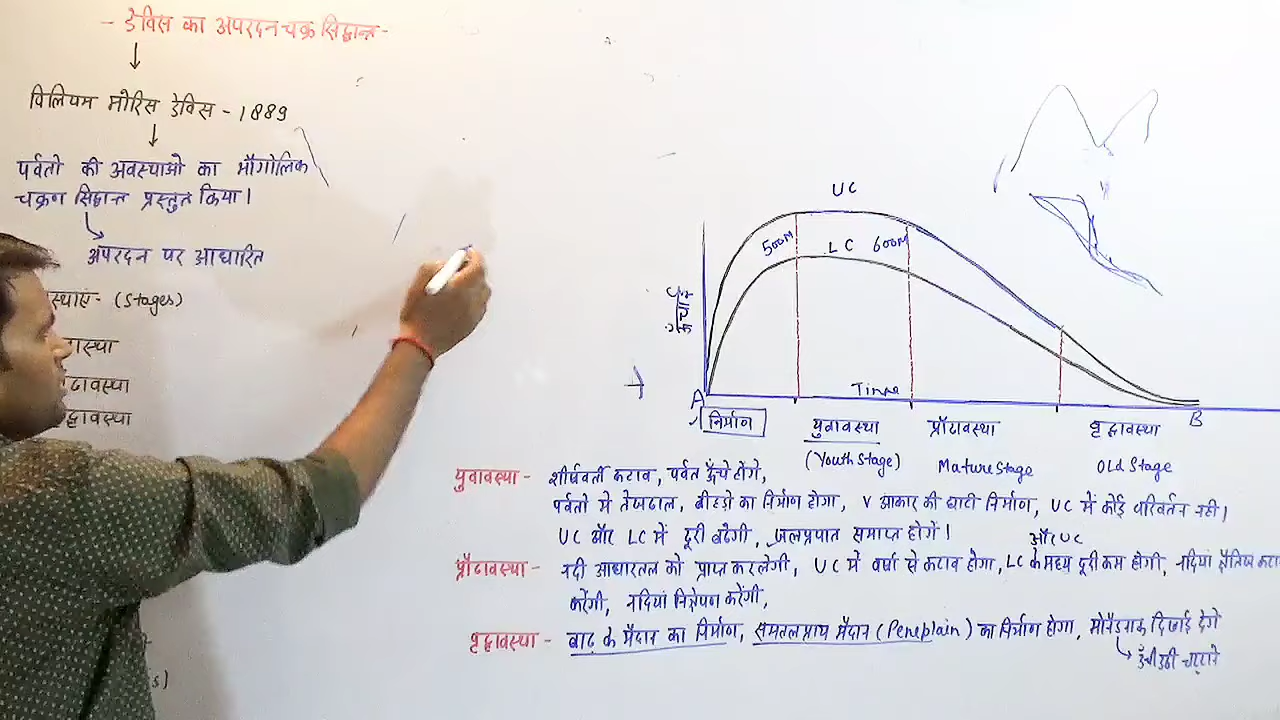 - डेविस का अपरदन चक्र सिद्धान्त -
विलियम मोरिस डेविस - 1889
पर्वतो की अवस्थाओ का भौगोलिक
चक्रण सिद्धान्त प्रस्तुत किया।
अपरदन पर आधारित
स्थाएं - (Stages)
UC
500M
LC
600M
ऊंचाई
Time
A
B
निर्माण
युवावस्था
प्रौढावस्था
वृद्धावस्था
(Youth Stage)
Mature Stage
Old Stage
युवावस्था - शीर्षवर्ती कटाव, पर्वत ऊँचे होंगे,
पर्वतो मे तेज ढाल, बीहड़ो का निर्माण होगा, V आकार की घाटी निर्माण, UC में कोई परिवर्तन नही।
UC और LC में दूरी बढेगी, जलप्रपात समाप्त होगें।
और UC
प्रौढावस्था - नदी आधारतल को प्राप्त कर लेगी, UC में वर्षा से कटाव होगा, LC के मध्य दूरी कम होगी, नदियां क्षैतिज कटा
करेंगी, नदियां निक्षेपण करेंगी,
वृद्धावस्था - बाढ़ के मैदान का निर्माण, समतलप्राय मैदान (Peneplain) का निर्माण होगा, मोनैडनाक दिखाई देगे
ऊँची उठी चट्टाने